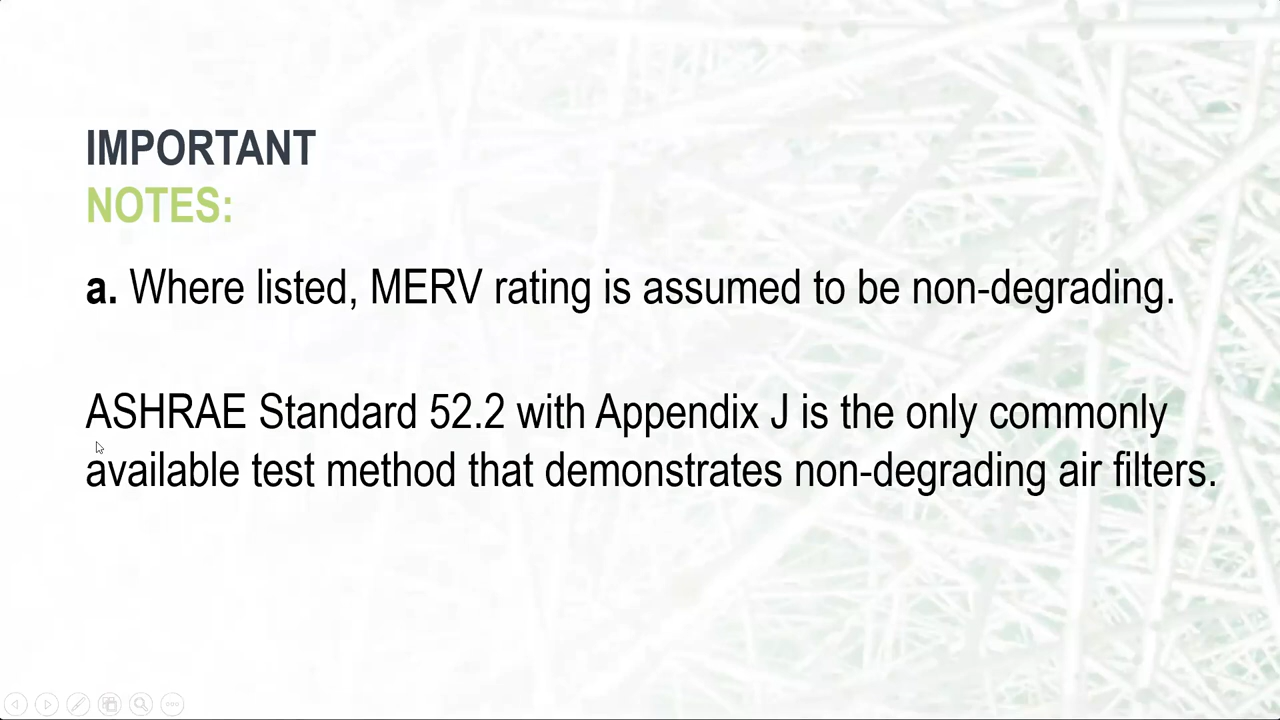 IMPORTANT
NOTES:
a. Where listed, MERV rating is assumed to be non-degrading.
ASHRAE Standard 52.2 with Appendix J is the only commonly
available test method that demonstrates non-degrading air filters.